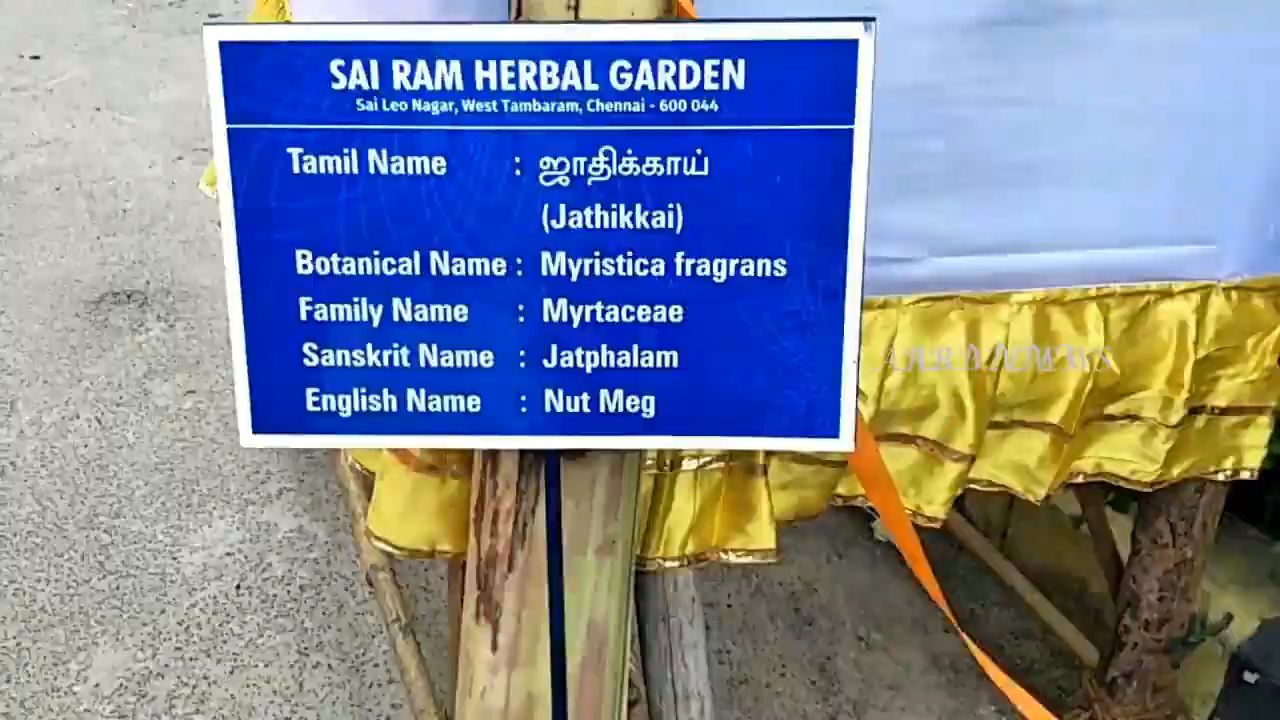 SAI RAM HERBAL GARDEN
Sai Leo Nagar, West Tambaram, Chennai - 600 044
Tamil Name : ஜாதிக்காய்
(Jathikkai)
Botanical Name : Myristica fragrans
Family Name : Myrtaceae
Sanskrit Name : Jatphalam
English Name : Nut Meg